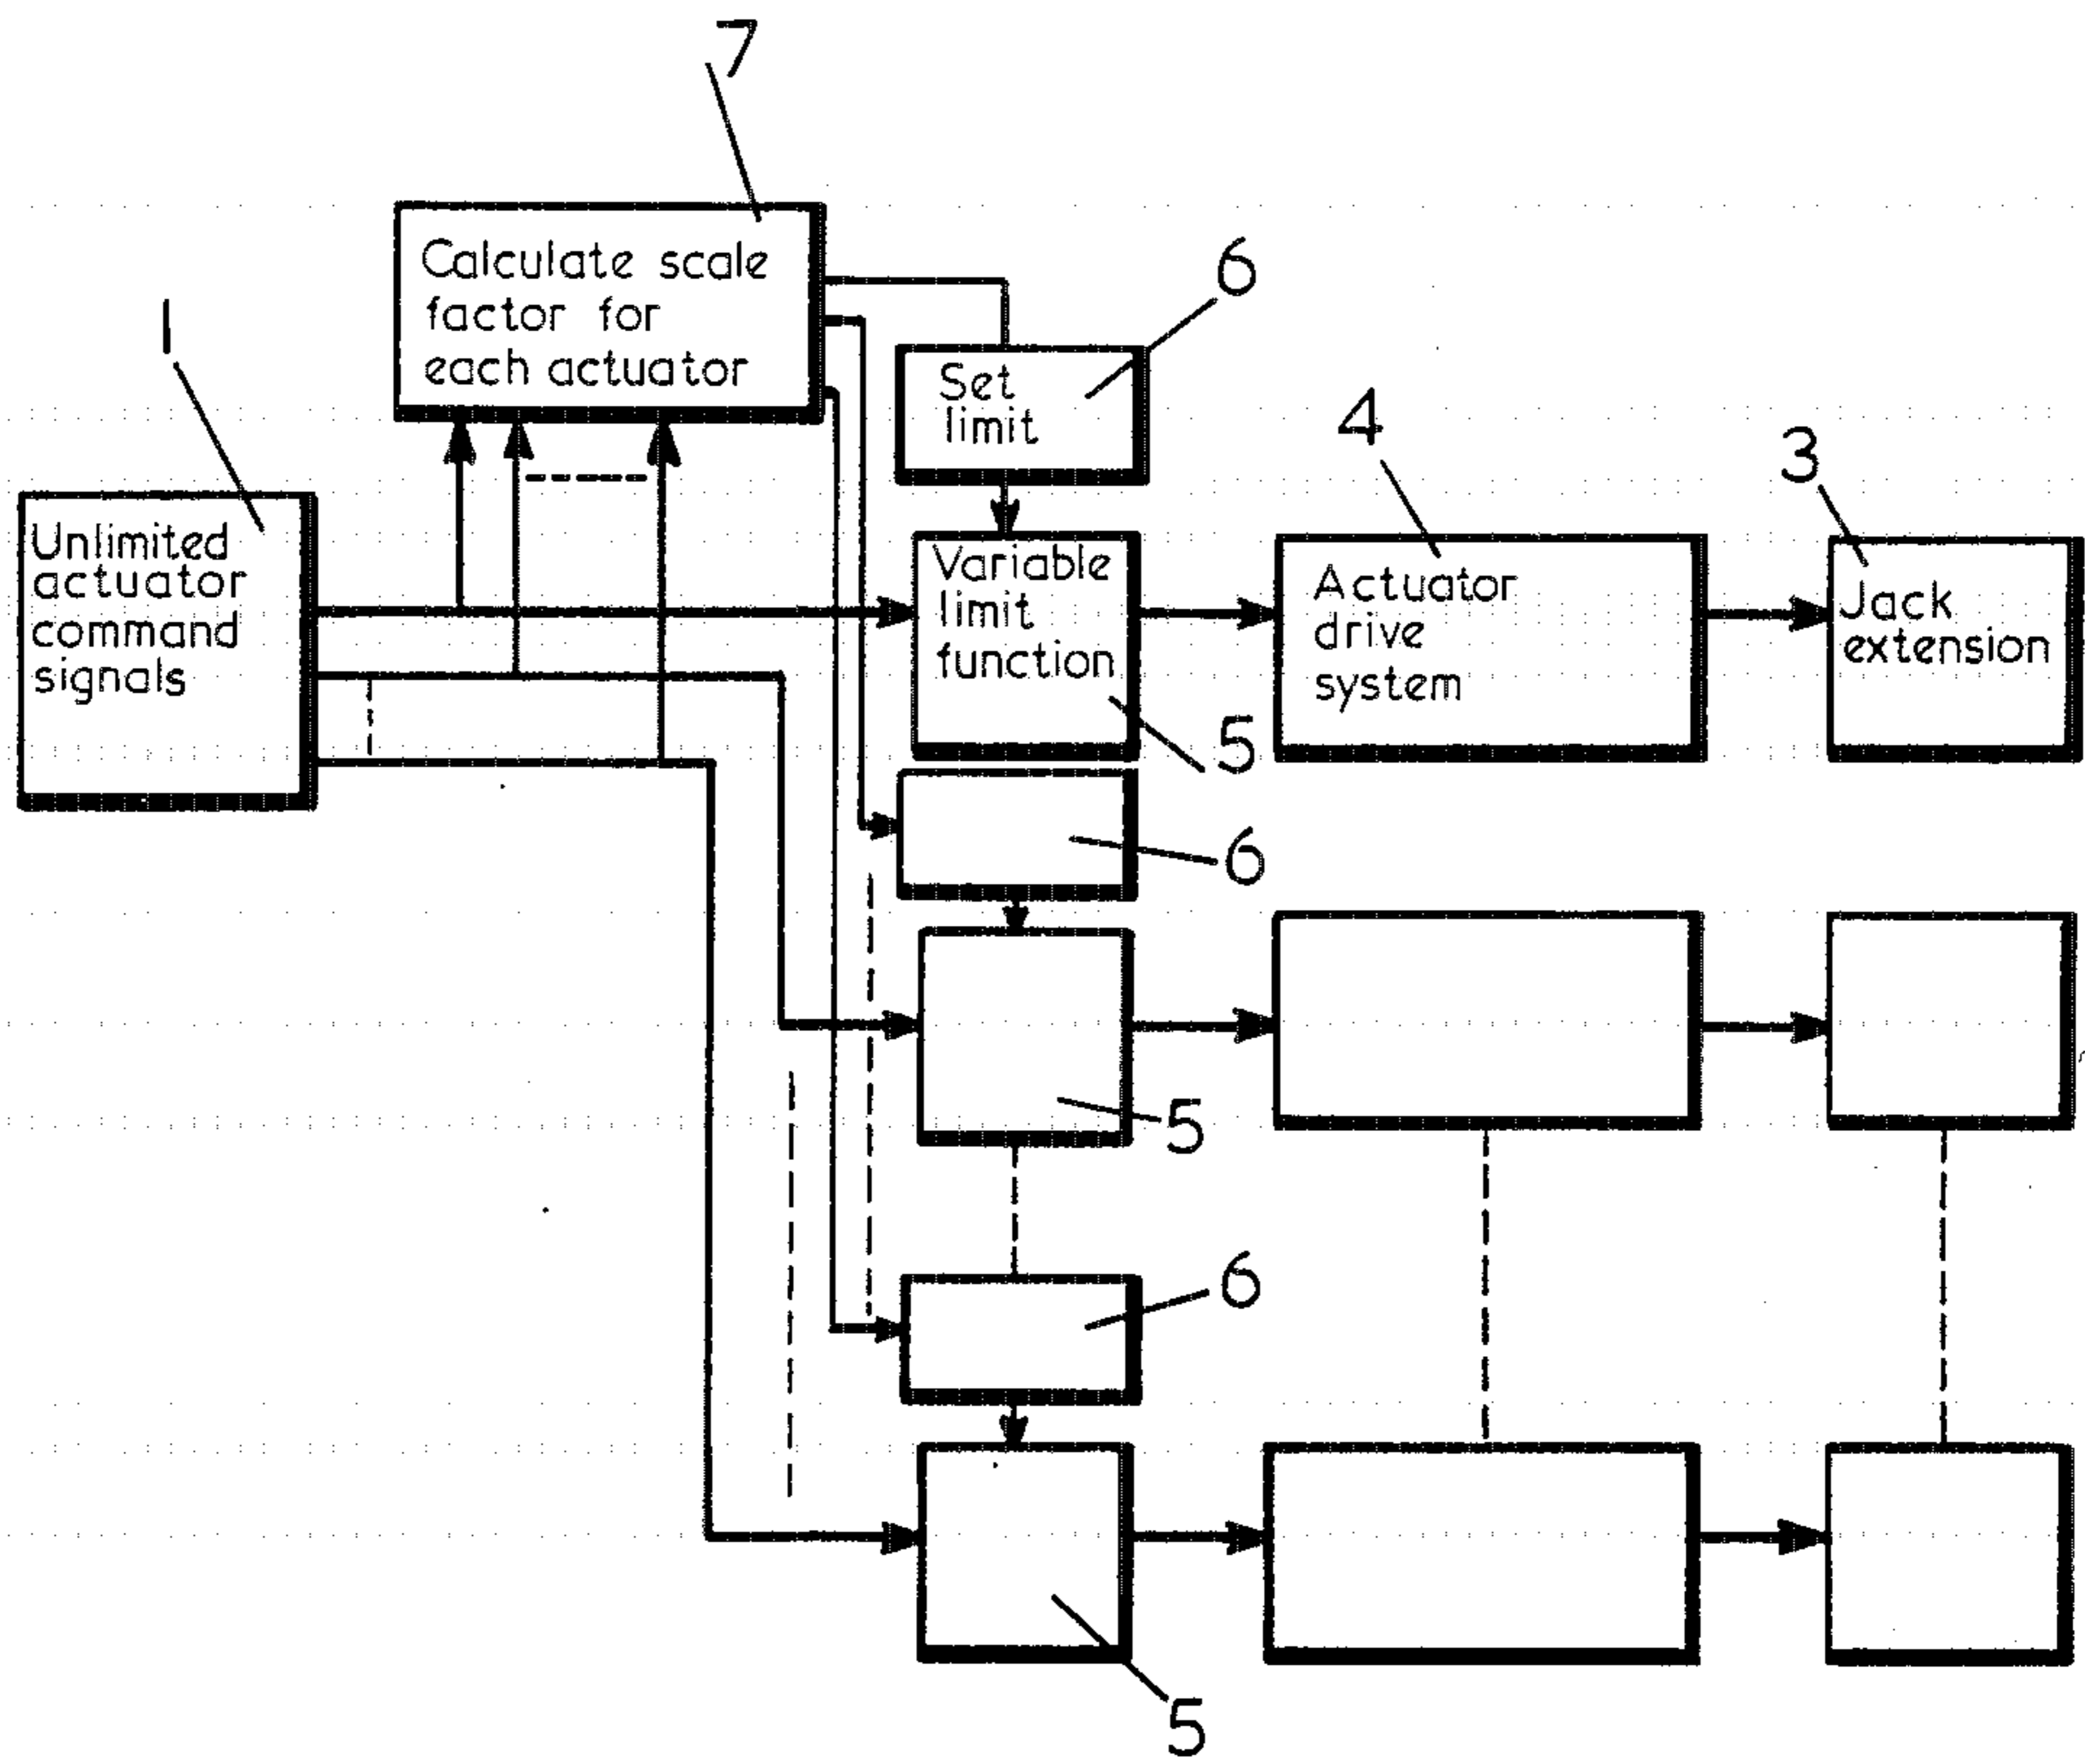 7
Calculate scale
factor for
each actuator
6
Set
limit
1
4
3
Unlimited
actuator
command
signals
Variable
limit
function
Actuator
drive
system
Jack
extension
5
6
5
6
5